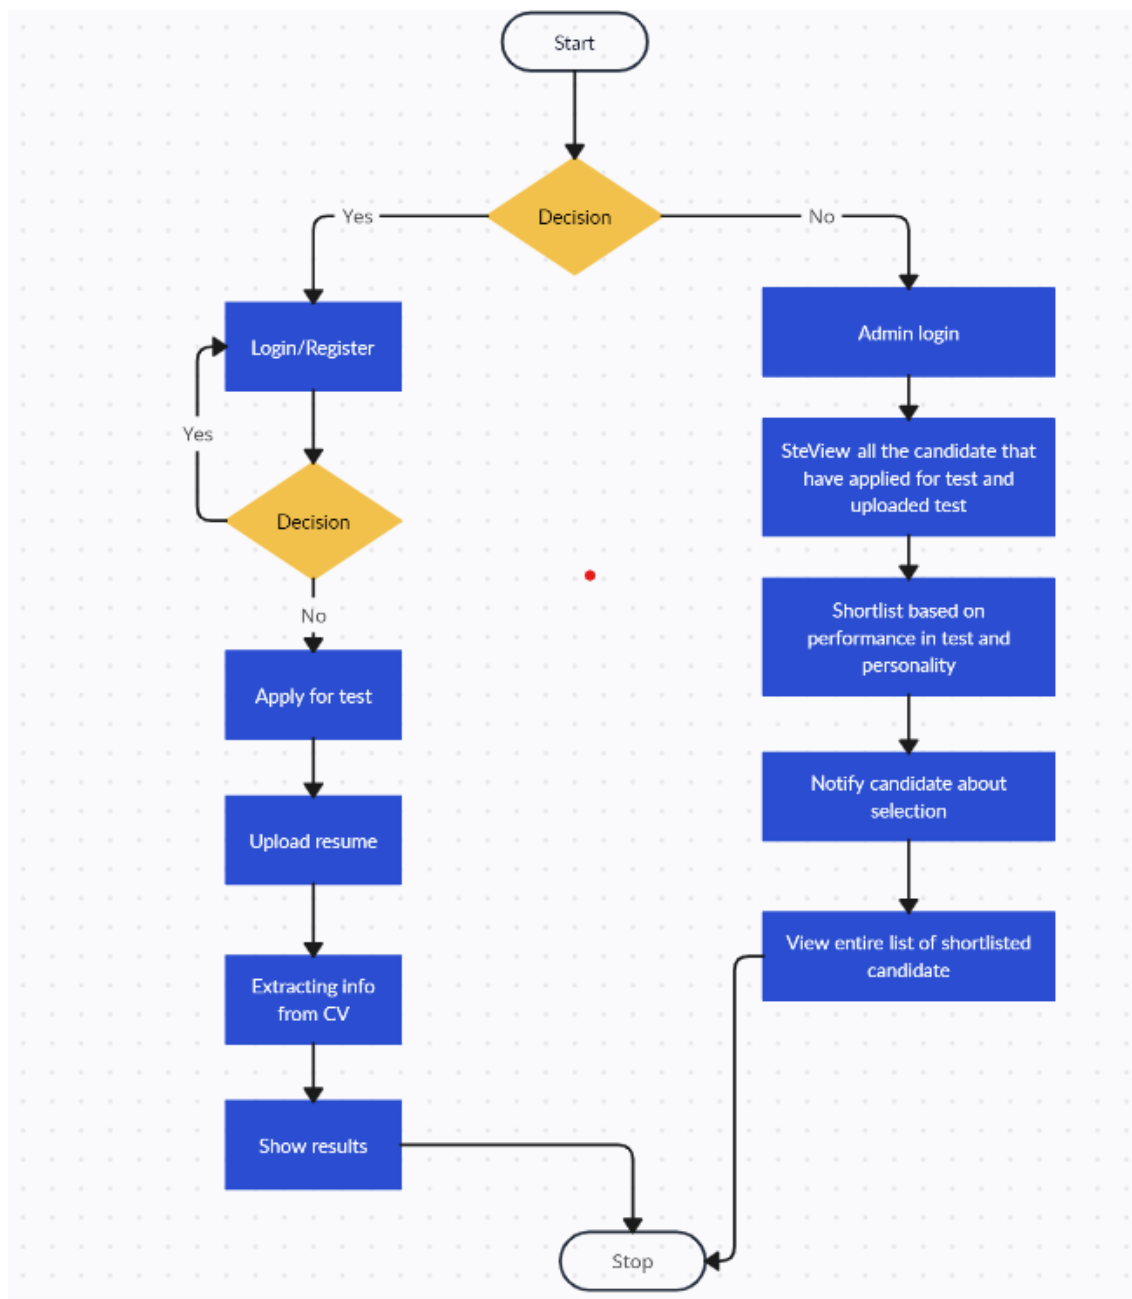 Start
Decision
Yes
No
Login/Register
Yes
Decision
No
Apply for test
Upload resume
Extracting info
from CV
Show results
Admin login
SteView all the candidate that
have applied for test and
uploaded test
Shortlist based on
performance in test and
personality
Notify candidate about
selection
View entire list of shortlisted
candidate
Stop